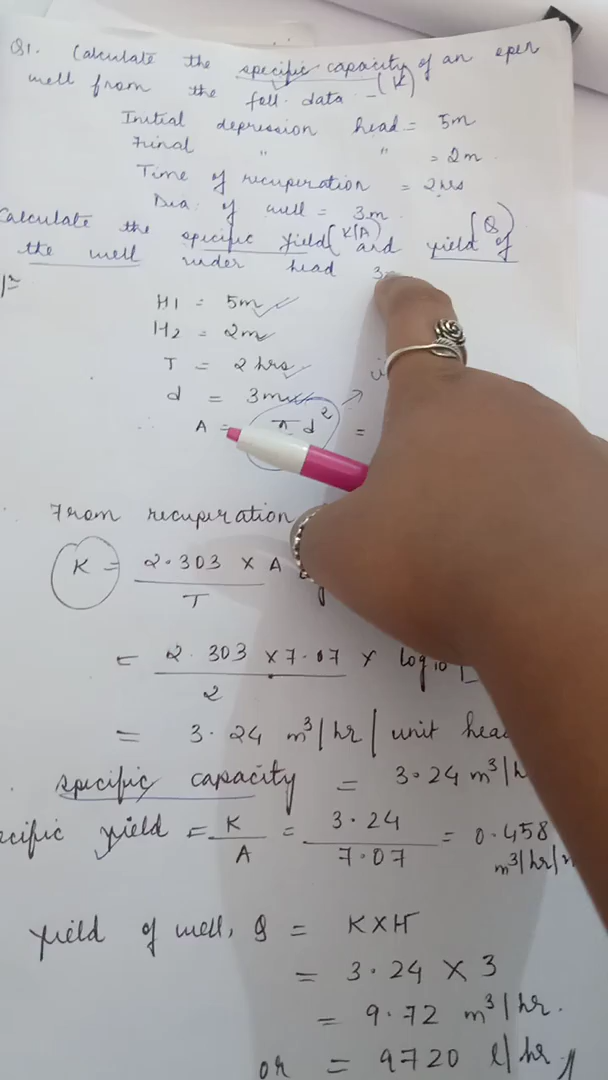 Q1. Calculate the specific capacity of an open
(K)
well from the foll. data -
Initial depression head = 5m
Final " " = 2m
Time of recuperation = 2 hrs
Dia. of well = 3m
Calculate the specific yield (K/A) and yield (Q) of
the well under head 3
H1 = 5m
H2 = 2m
T = 2 hrs
d = 3m
∴ A = π d² =
From recuperation
K = 2.303 × A
T
= 2.303 × 7.07 × log10
2
= 3.24 m³/hr/unit head
specific capacity = 3.24 m³/h
cific yield = K/A = 3.24/7.07 = 0.458
m³/hr/m
Yield of well, Q = K×H
= 3.24 × 3
= 9.72 m³/hr.
or = 9720 l/hr